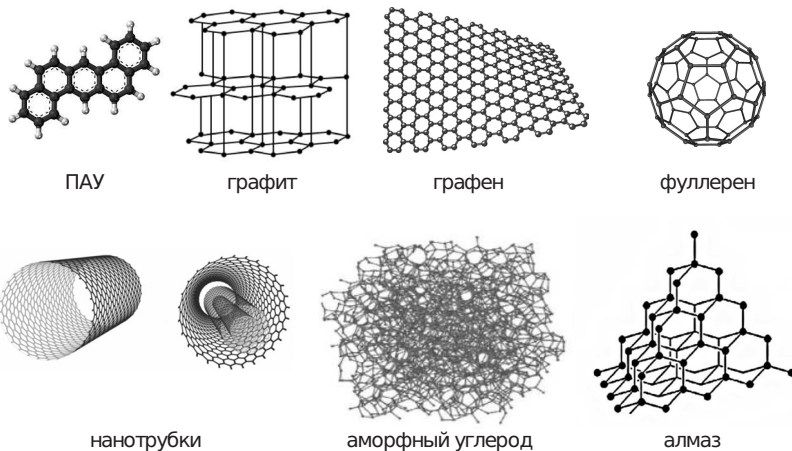 ПАУ
графит
графен
фуллерен
нанотрубки
аморфный углерод
алмаз